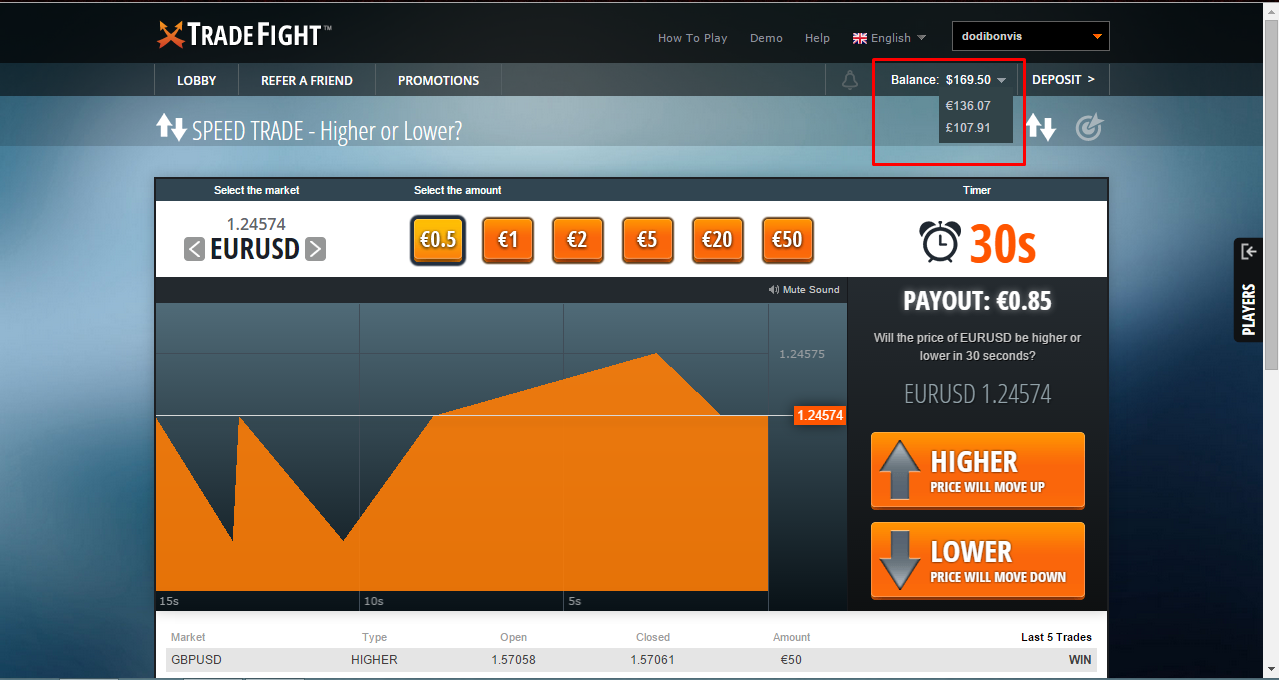 TRADEFIGHT™
How To Play Demo Help English dodibonvis
LOBBY REFER A FRIEND PROMOTIONS Balance: $169.50 DEPOSIT >
€136.07
£107.91
SPEED TRADE - Higher or Lower?
Select the market Select the amount Timer
1.24574
EURUSD
€0.5 €1 €2 €5 €20 €50
30s
PLAYERS
Mute Sound
PAYOUT: €0.85
Will the price of EURUSD be higher or
lower in 30 seconds?
EURUSD 1.24574
1.24575
1.24574
HIGHER
PRICE WILL MOVE UP
LOWER
PRICE WILL MOVE DOWN
15s 10s 5s
Market Type Open Closed Amount Last 5 Trades
GBPUSD HIGHER 1.57058 1.57061 €50 WIN